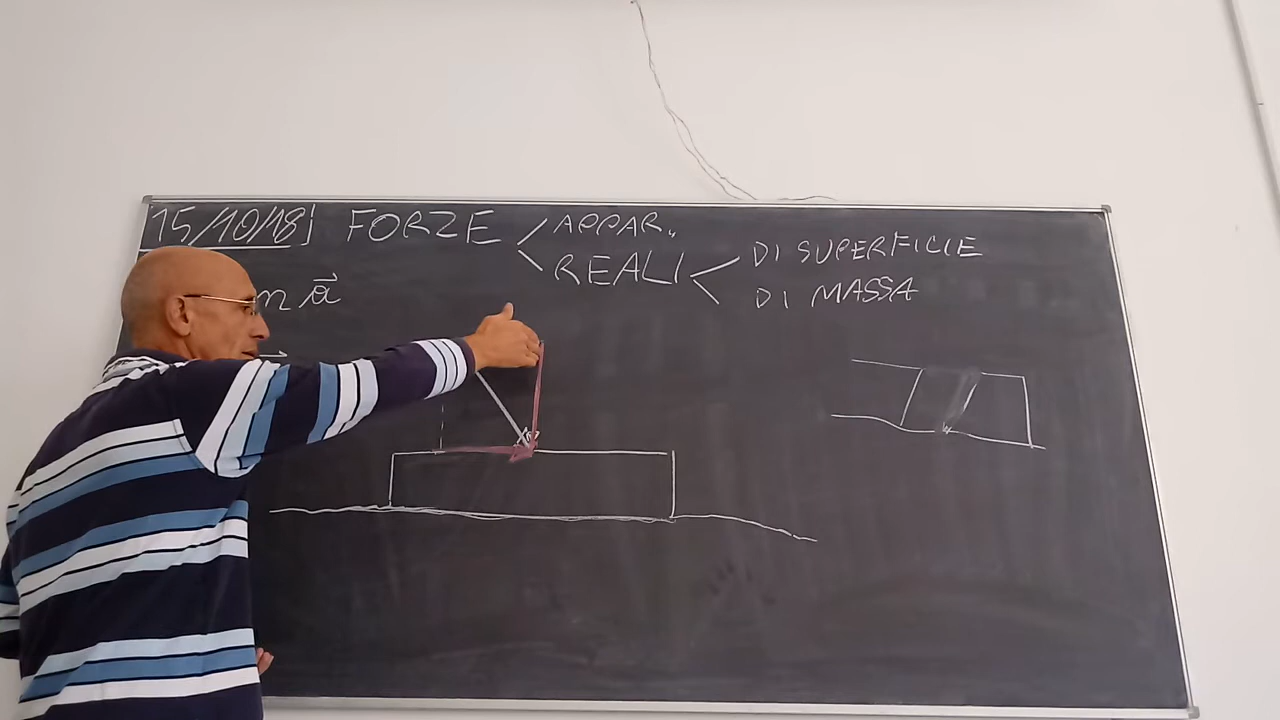 15/10/18 FORZE APPAR.
REALI DI SUPERFICIE
DI MASSA
m a⃗